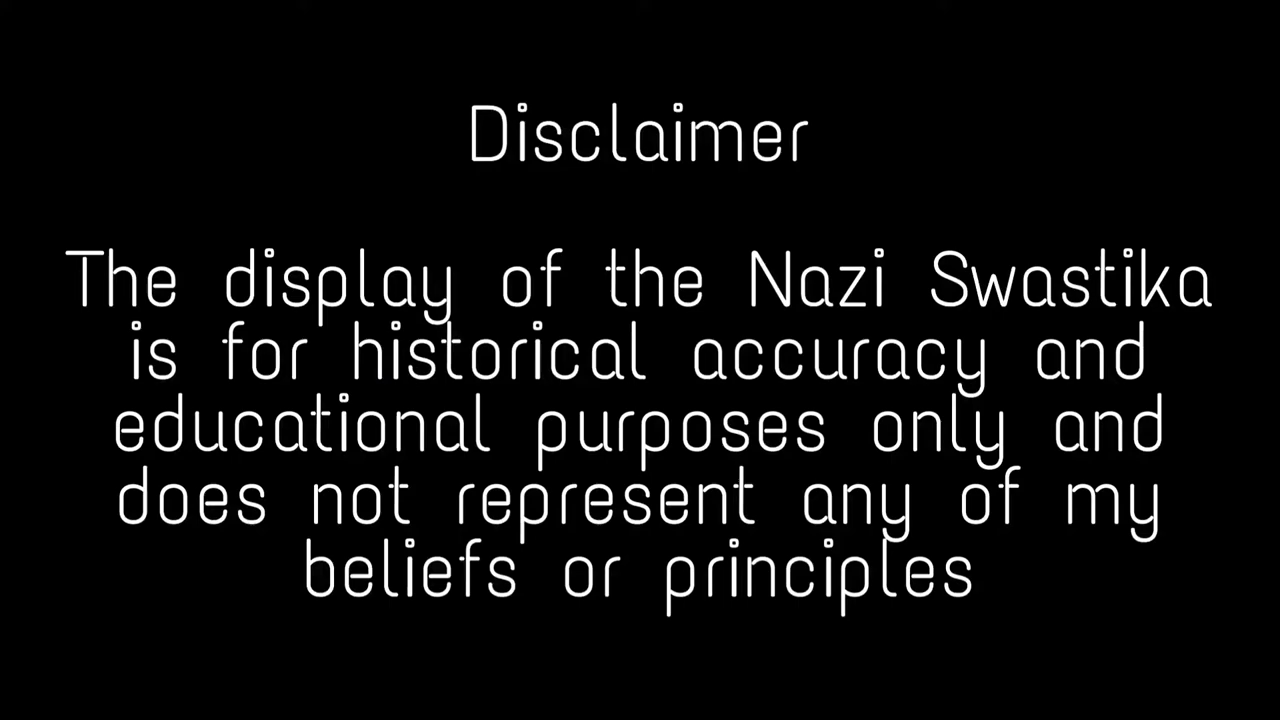 Disclaimer
The display of the Nazi Swastika
is for historical accuracy and
educational purposes only and
does not represent any of my
beliefs or principles